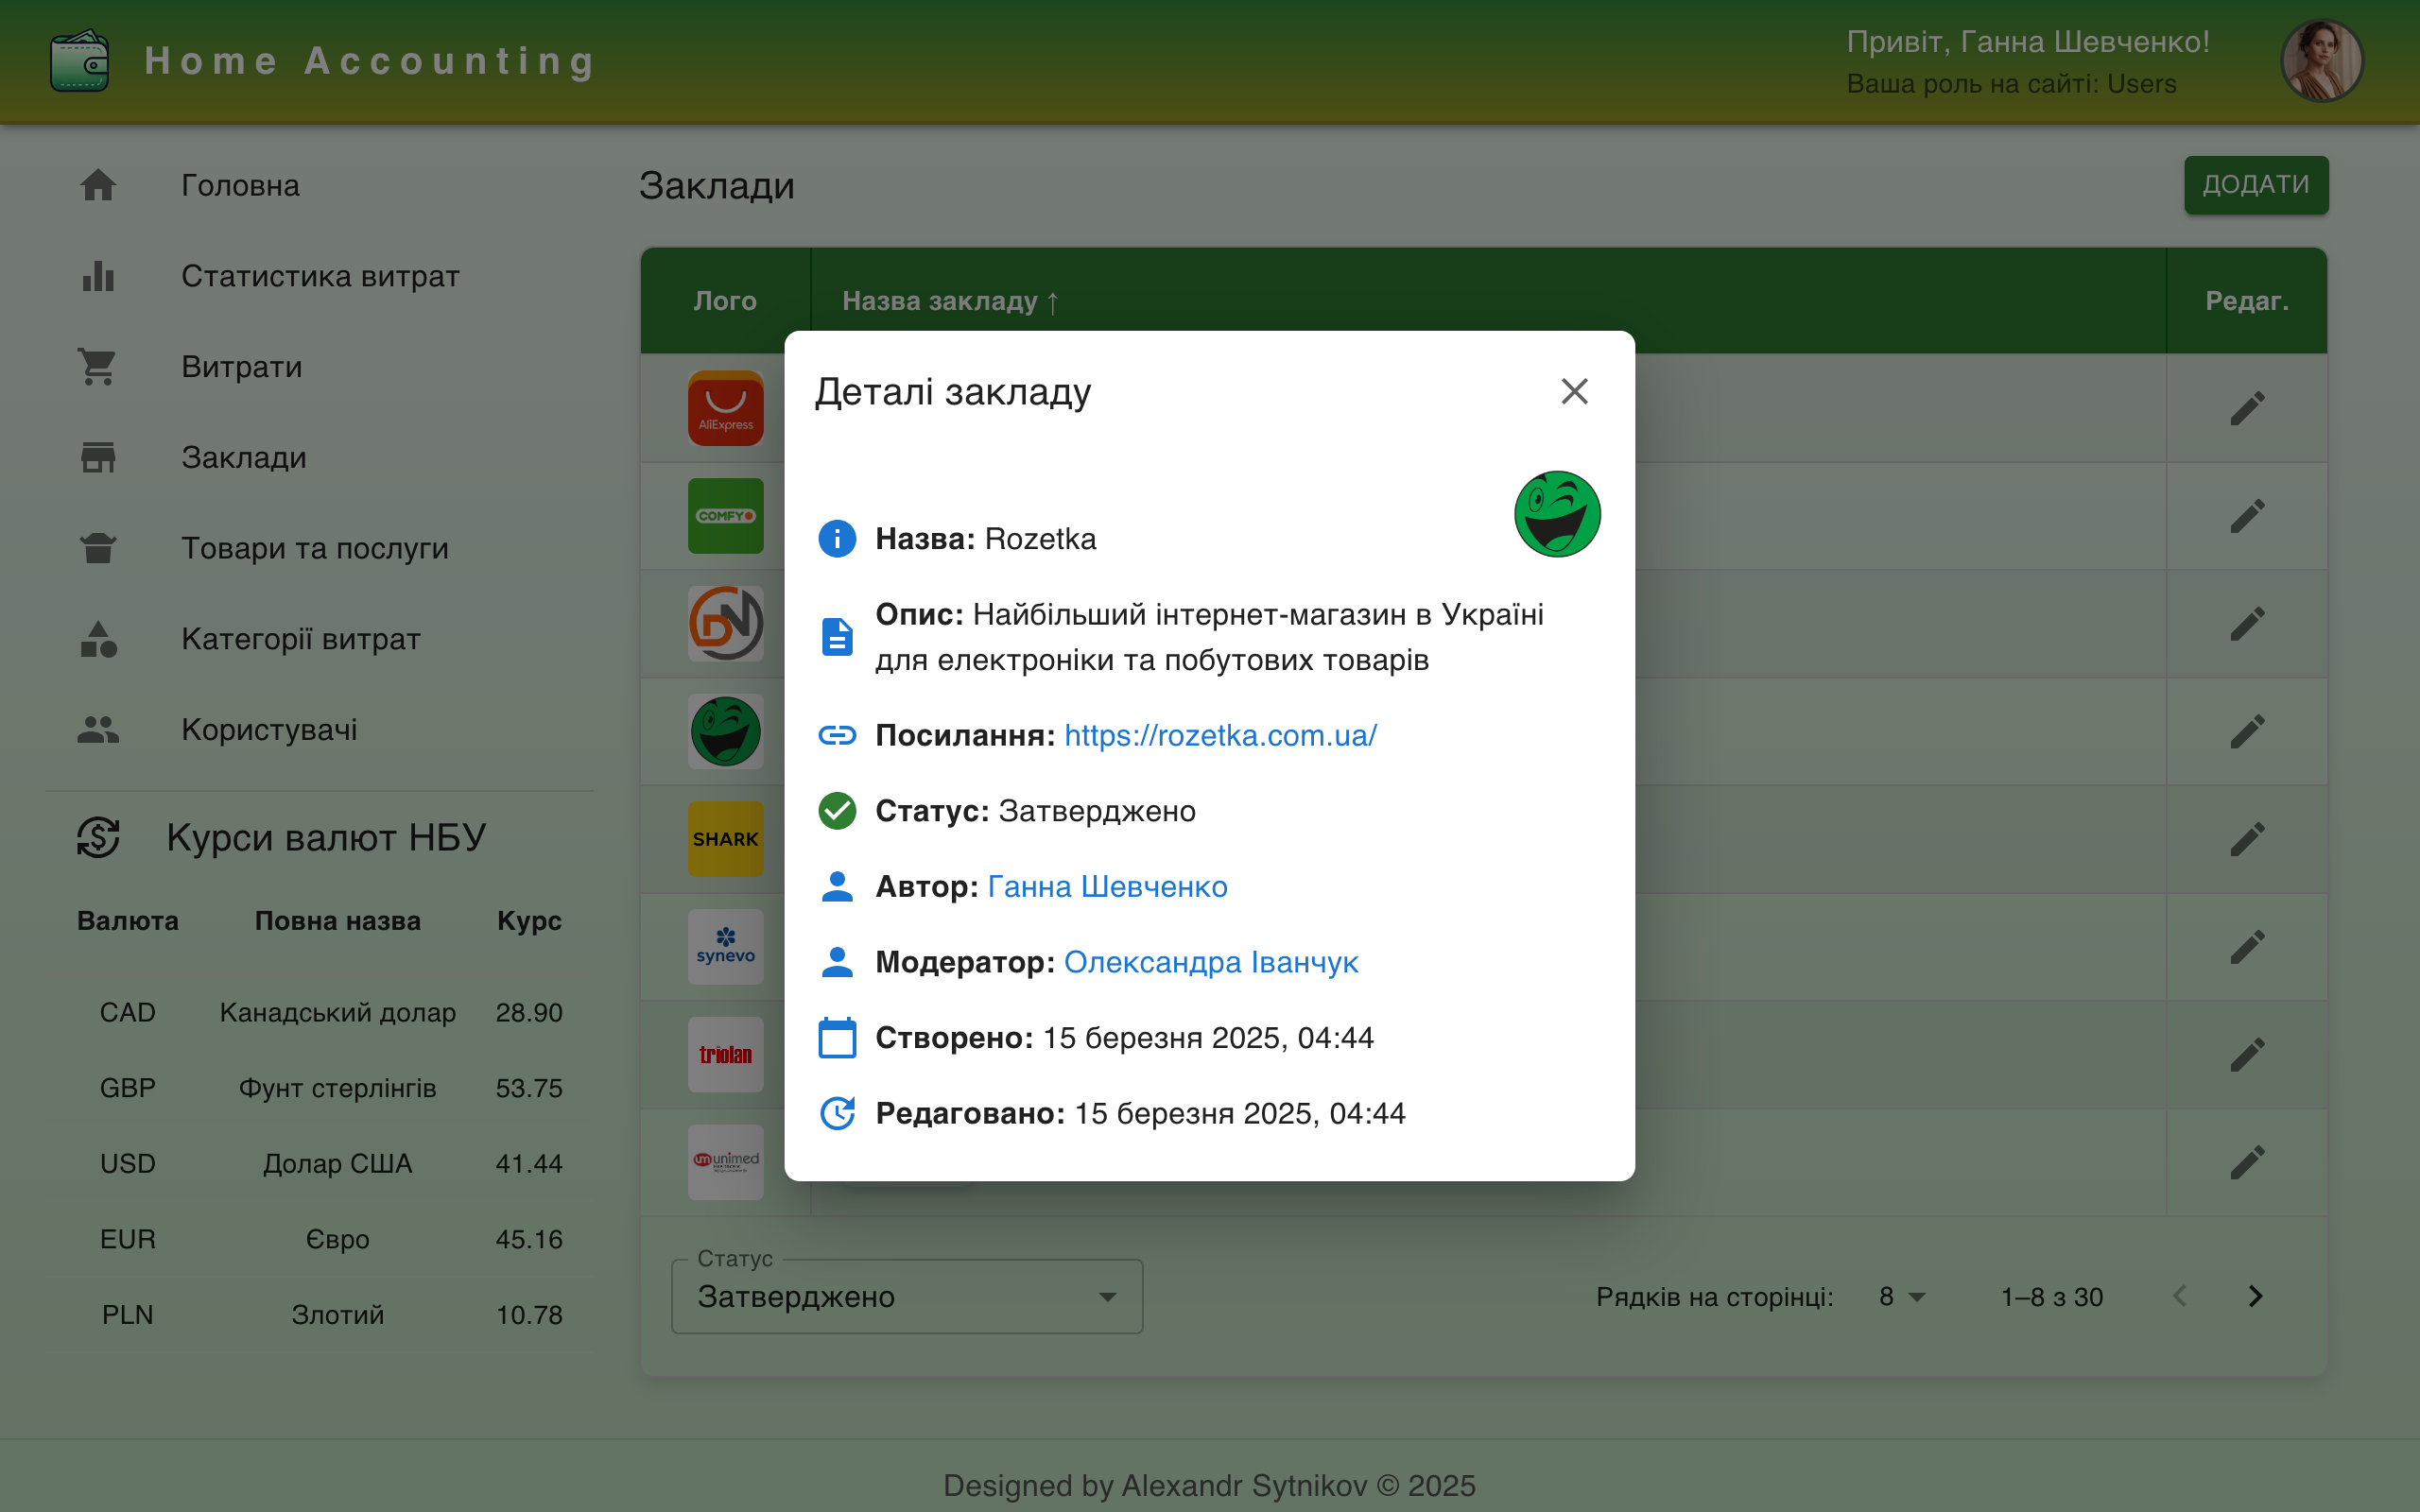 Home Accounting
Привіт, Ганна Шевченко!
Ваша роль на сайті: Users
Головна
Статистика витрат
Витрати
Заклади
Товари та послуги
Категорії витрат
Користувачі
Курси валют НБУ
Валюта Повна назва Курс
CAD Канадський долар 28.90
GBP Фунт стерлінгів 53.75
USD Долар США 41.44
EUR Євро 45.16
PLN Злотий 10.78
Заклади
ДОДАТИ
Лого Назва закладу ↑ Редаг.
AliExpress
COMFY
DN
SHARK
synevo
triolan
unimed
Деталі закладу
Назва: Rozetka
Опис: Найбільший інтернет-магазин в Україні
для електроніки та побутових товарів
Посилання: https://rozetka.com.ua/
Статус: Затверджено
Автор: Ганна Шевченко
Модератор: Олександра Іванчук
Створено: 15 березня 2025, 04:44
Редаговано: 15 березня 2025, 04:44
Статус
Затверджено
Рядків на сторінці: 8 1–8 з 30
Designed by Alexandr Sytnikov © 2025